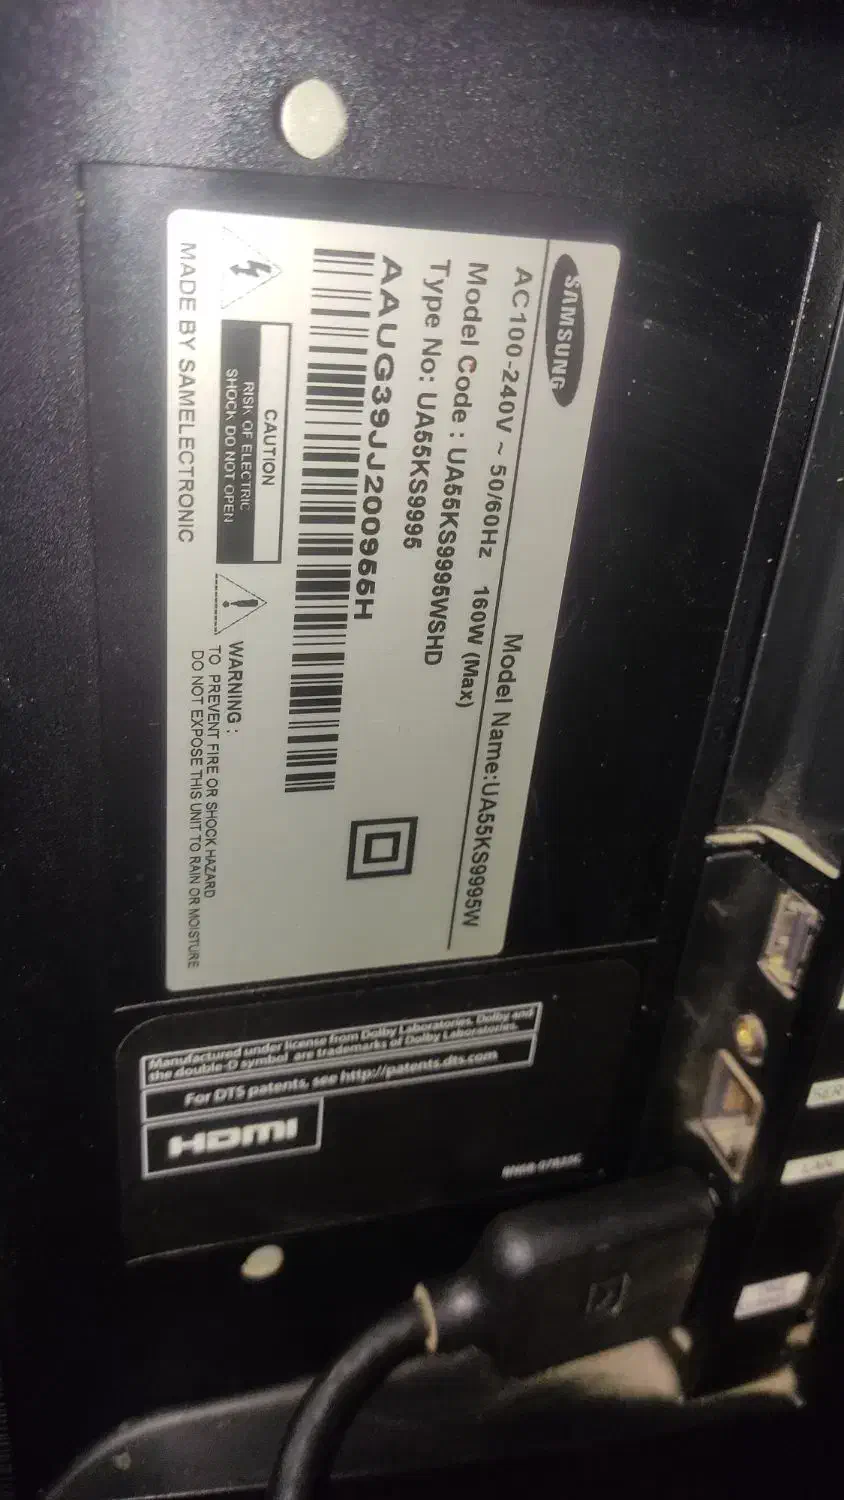 SAMSUNG
Model Name:UA55KS9995W
AC100-240V ~ 50/60Hz 160W (Max)
Model Code : UA55KS9995WSHD
Type No: UA55KS9995
AAUG39JJ200955H
CAUTION
RISK OF ELECTRIC
SHOCK DO NOT OPEN
WARNING :
TO PREVENT FIRE OR SHOCK HAZARD
DO NOT EXPOSE THIS UNIT TO RAIN OR MOISTURE
MADE BY SAMELECTRONIC
Manufactured under license from Dolby Laboratories. Dolby and
the double-D symbol are trademarks of Dolby Laboratories.
For DTS patents, see http://patents.dts.com
HDMI
LAN